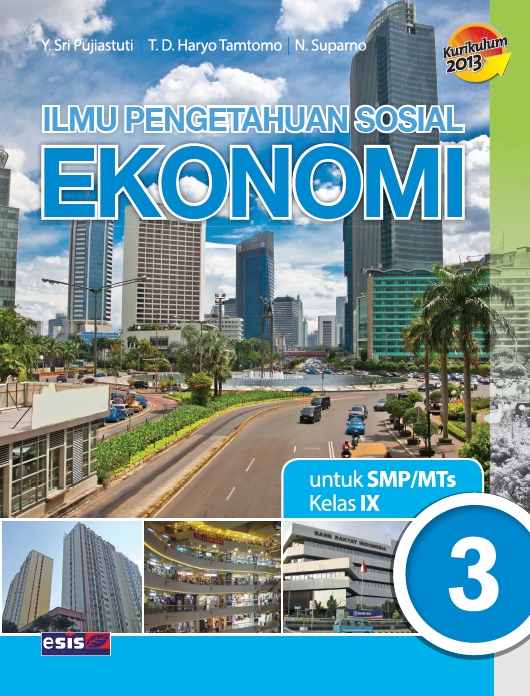 Y. Sri Pujiastuti | T. D. Haryo Tamtomo | N. Suparno
Kurikulum
2013
ILMU PENGETAHUAN SOSIAL
EKONOMI
untuk SMP/MTs
Kelas IX
3
BANK RAKYAT INDONESIA
esis